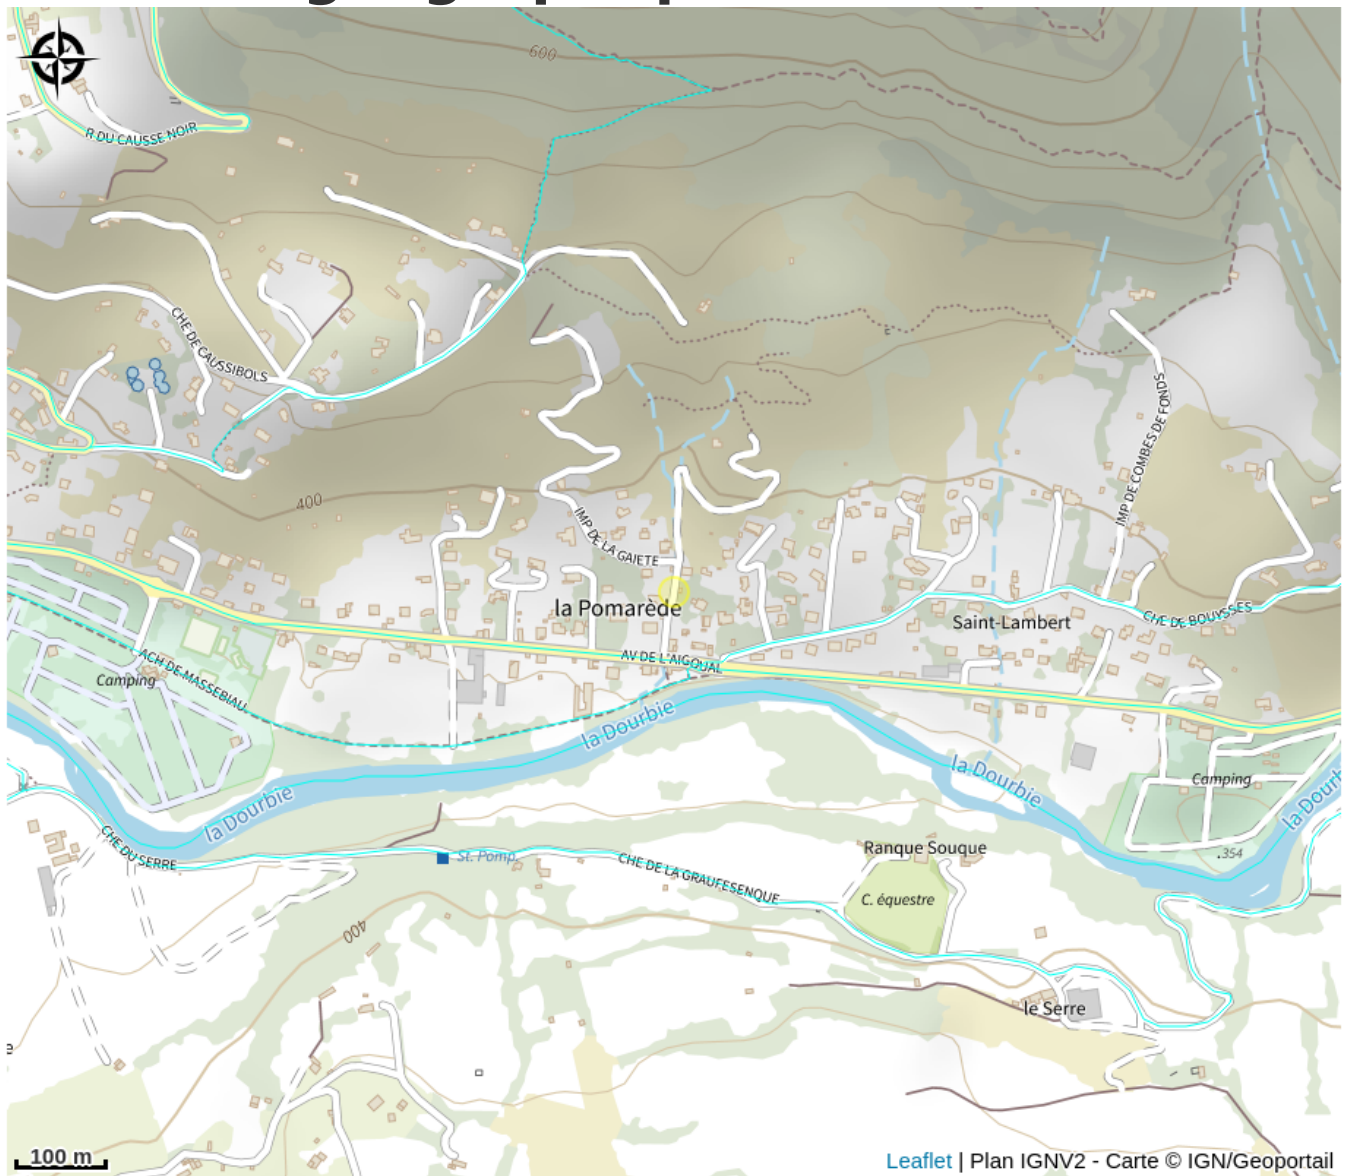 600
R DU CAUSSE NOIR
CHE DE CAUSSIBOLS
IMP DE COMBES DE FONDS
400
IMP DE LA GAIETE
la Pomarède
Saint-Lambert
CHE DE BOUYSSES
AV DE L'AIGOUAL
ACH DE MASSEBIAU
Camping
la Dourbie
la Dourbie
Camping
la Dourb
la Dourbie
CHE DU SERRE
St. Pomp.
CHE DE LA GRAUFESENQUE
Ranque Souque
.354
C. équestre
400
le Serre
e
100 m
Leaflet | Plan IGNV2 - Carte © IGN/Geoportail